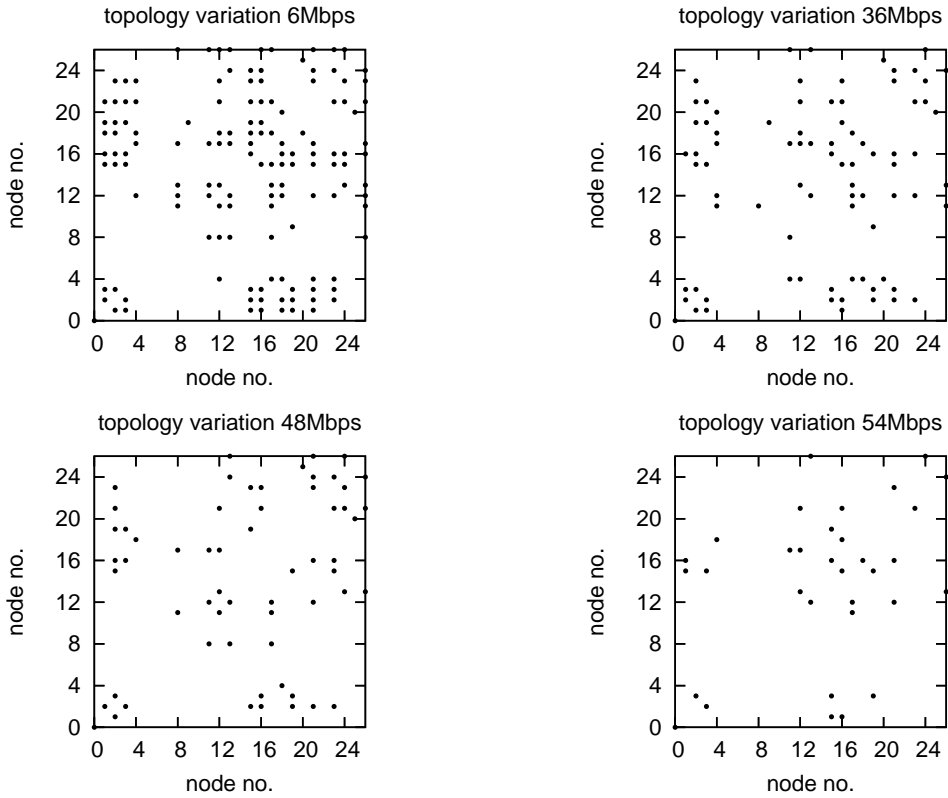 topology variation 6Mbps
24
20
16
12
8
4
0
node no.
0 4 8 12 16 20 24
node no.
topology variation 36Mbps
24
20
16
12
8
4
0
node no.
0 4 8 12 16 20 24
node no.
topology variation 48Mbps
24
20
16
12
8
4
0
node no.
0 4 8 12 16 20 24
node no.
topology variation 54Mbps
24
20
16
12
8
4
0
node no.
0 4 8 12 16 20 24
node no.